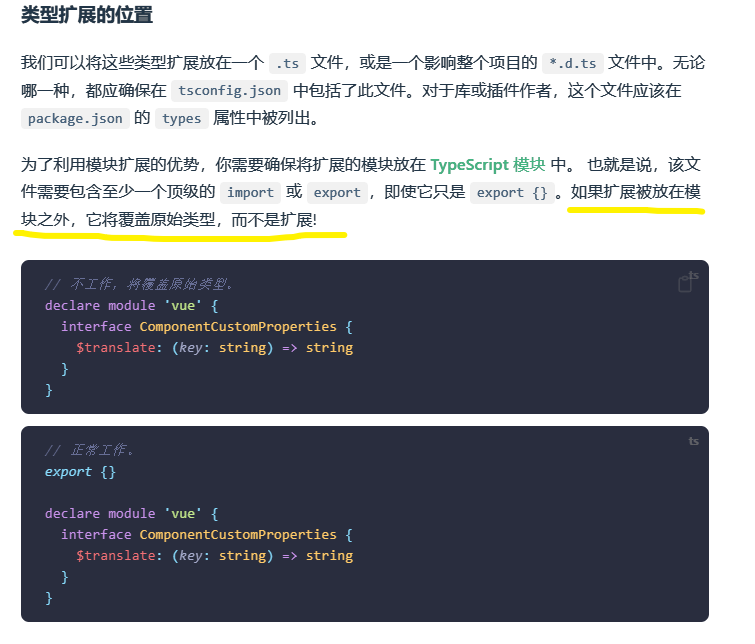 类型扩展的位置
我们可以将这些类型扩展放在一个 .ts 文件，或是一个影响整个项目的 *.d.ts 文件中。无论
哪一种，都应确保在 tsconfig.json 中包括了此文件。对于库或插件作者，这个文件应该在
package.json 的 types 属性中被列出。
为了利用模块扩展的优势，你需要确保将扩展的模块放在 TypeScript 模块 中。 也就是说，该文
件需要包含至少一个顶级的 import 或 export，即使它只是 export {}。如果扩展被放在模
块之外，它将覆盖原始类型，而不是扩展!
ts
// 不工作，将覆盖原始类型。
declare module 'vue' {
  interface ComponentCustomProperties {
    $translate: (key: string) => string
  }
}
ts
// 正常工作。
export {}
declare module 'vue' {
  interface ComponentCustomProperties {
    $translate: (key: string) => string
  }
}